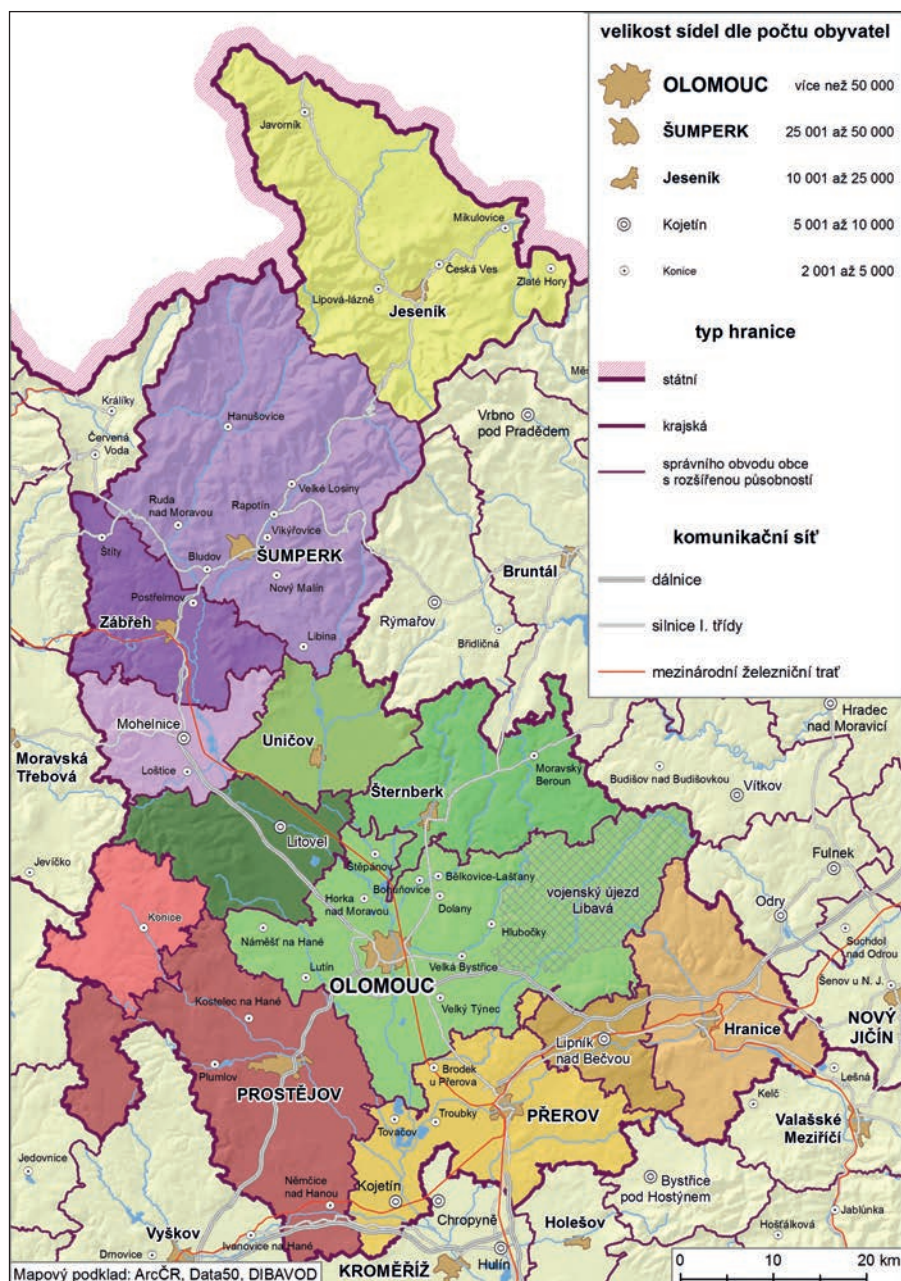 velikost sídel dle počtu obyvatel
OLOMOUC více než 50 000
ŠUMPERK 25 001 až 50 000
Jeseník 10 001 až 25 000
Kojetín 5 001 až 10 000
Konice 2 001 až 5 000
typ hranice
státní
krajská
správního obvodu obce
s rozšířenou působností
komunikační síť
dálnice
silnice I. třídy
mezinárodní železniční trať
Javorník
Mikulovice
Česká Ves
Zlaté Hory
Lipová-lázně
Jeseník
Králíky
Červená
Voda
Hanušovice
Vrbno
pod Pradědem
Velké Losiny
Ruda
nad Moravou
Rapotín
Vikýřovice
Štíty
ŠUMPERK
Bludov
Bruntál
Nový Malín
Postřelmov
Rýmařov
Zábřeh
Břidličná
Libina
Hradec
nad Moravicí
Mohelnice
Uničov
Moravská
Třebová
Loštice
Moravský
Beroun
Budišov nad Budišovkou
Vítkov
Šternberk
Litovel
Jevíčko
Štěpánov
Bohuňovice
Bělkovice-Lašťany
Fulnek
Horka
nad Moravou
Dolany
vojenský újezd
Libavá
Konice
Odry
Náměšť na Hané
Hlubočky
Suchdol
nad Odrou
Velká Bystřice
Lutín
OLOMOUC
Šenov u N. J.
Velký Týnec
Kostelec na Hané
NOVÝ
JIČÍN
Hranice
Lipník
nad Bečvou
Plumlov
PROSTĚJOV
Brodek
u Přerova
Lešná
Kelč
Troubky
PŘEROV
Tovačov
Valašské
Meziříčí
Jedovnice
Němčice
nad Hanou
Kojetín
Bystřice
pod Hostýnem
Chropyně
Jablůnka
Vyškov
Holešov
Hošťálková
Drnovice
Ivanovice na Hané
Hulín
KROMĚŘÍŽ
0 10 20 km
Mapový podklad: ArcČR, Data50, DIBAVOD